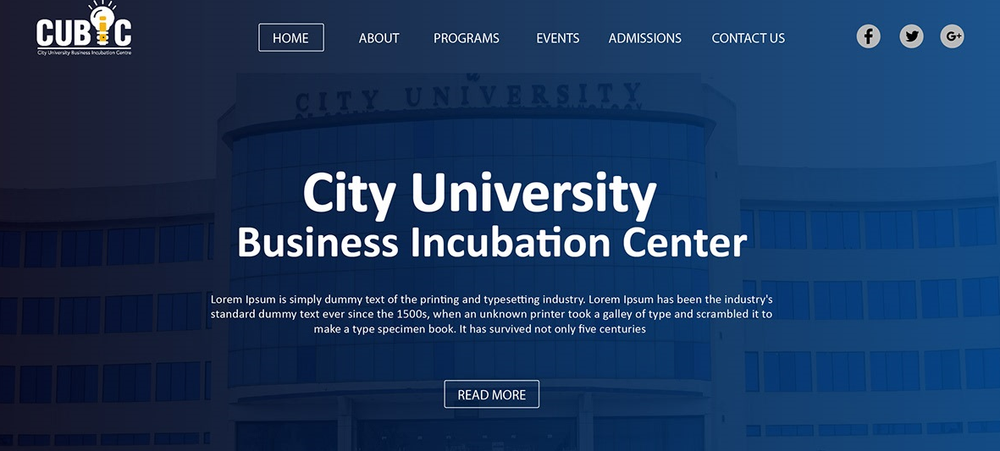 CUBiC
City University Business Incubation Centre
HOME
ABOUT
PROGRAMS
EVENTS
ADMISSIONS
CONTACT US
G+
CITY UNIVERSITY
City University
Business Incubation Center
Lorem Ipsum is simply dummy text of the printing and typesetting industry. Lorem Ipsum has been the industry's
standard dummy text ever since the 1500s, when an unknown printer took a galley of type and scrambled it to
make a type specimen book. It has survived not only five centuries
READ MORE